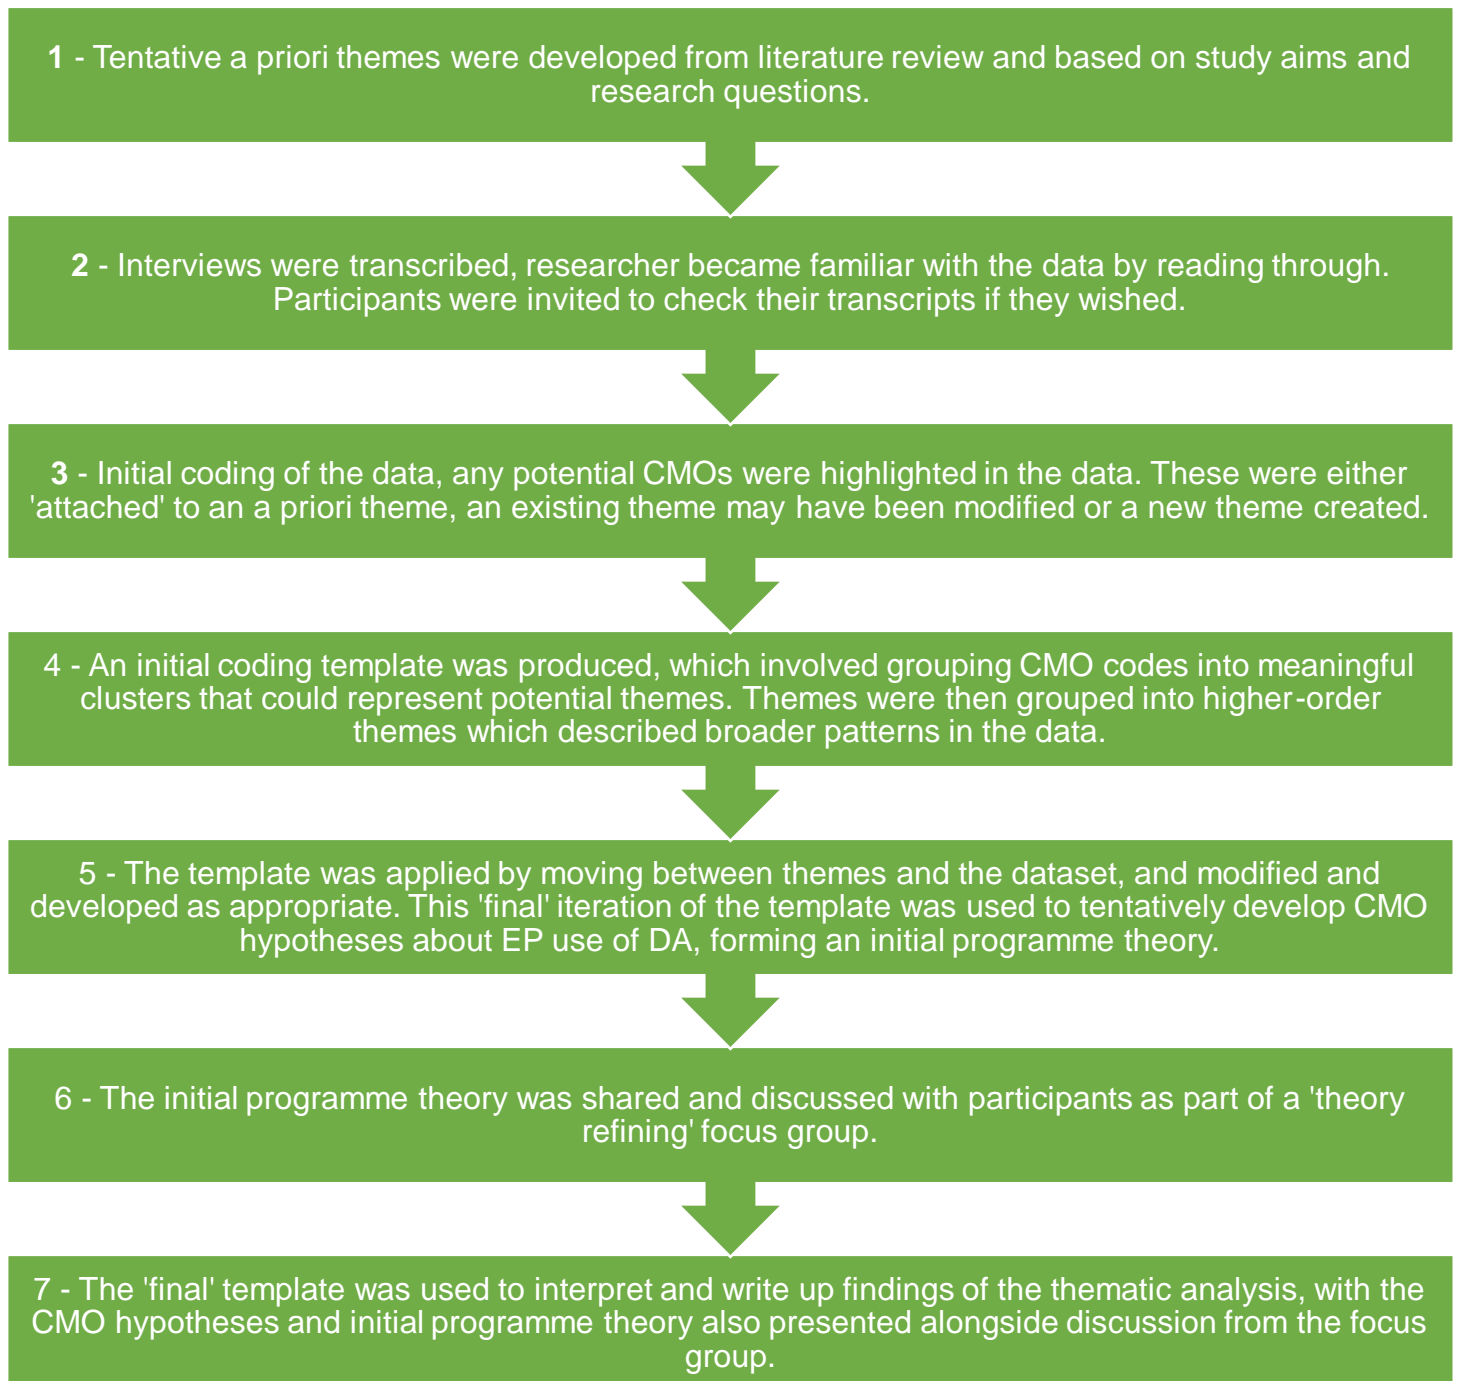 1 - Tentative a priori themes were developed from literature review and based on study aims and
research questions.
2 - Interviews were transcribed, researcher became familiar with the data by reading through.
Participants were invited to check their transcripts if they wished.
3 - Initial coding of the data, any potential CMOs were highlighted in the data. These were either
'attached' to an a priori theme, an existing theme may have been modified or a new theme created.
4 - An initial coding template was produced, which involved grouping CMO codes into meaningful
clusters that could represent potential themes. Themes were then grouped into higher-order
themes which described broader patterns in the data.
5 - The template was applied by moving between themes and the dataset, and modified and
developed as appropriate. This 'final' iteration of the template was used to tentatively develop CMO
hypotheses about EP use of DA, forming an initial programme theory.
6 - The initial programme theory was shared and discussed with participants as part of a 'theory
refining' focus group.
7 - The 'final' template was used to interpret and write up findings of the thematic analysis, with the
CMO hypotheses and initial programme theory also presented alongside discussion from the focus
group.